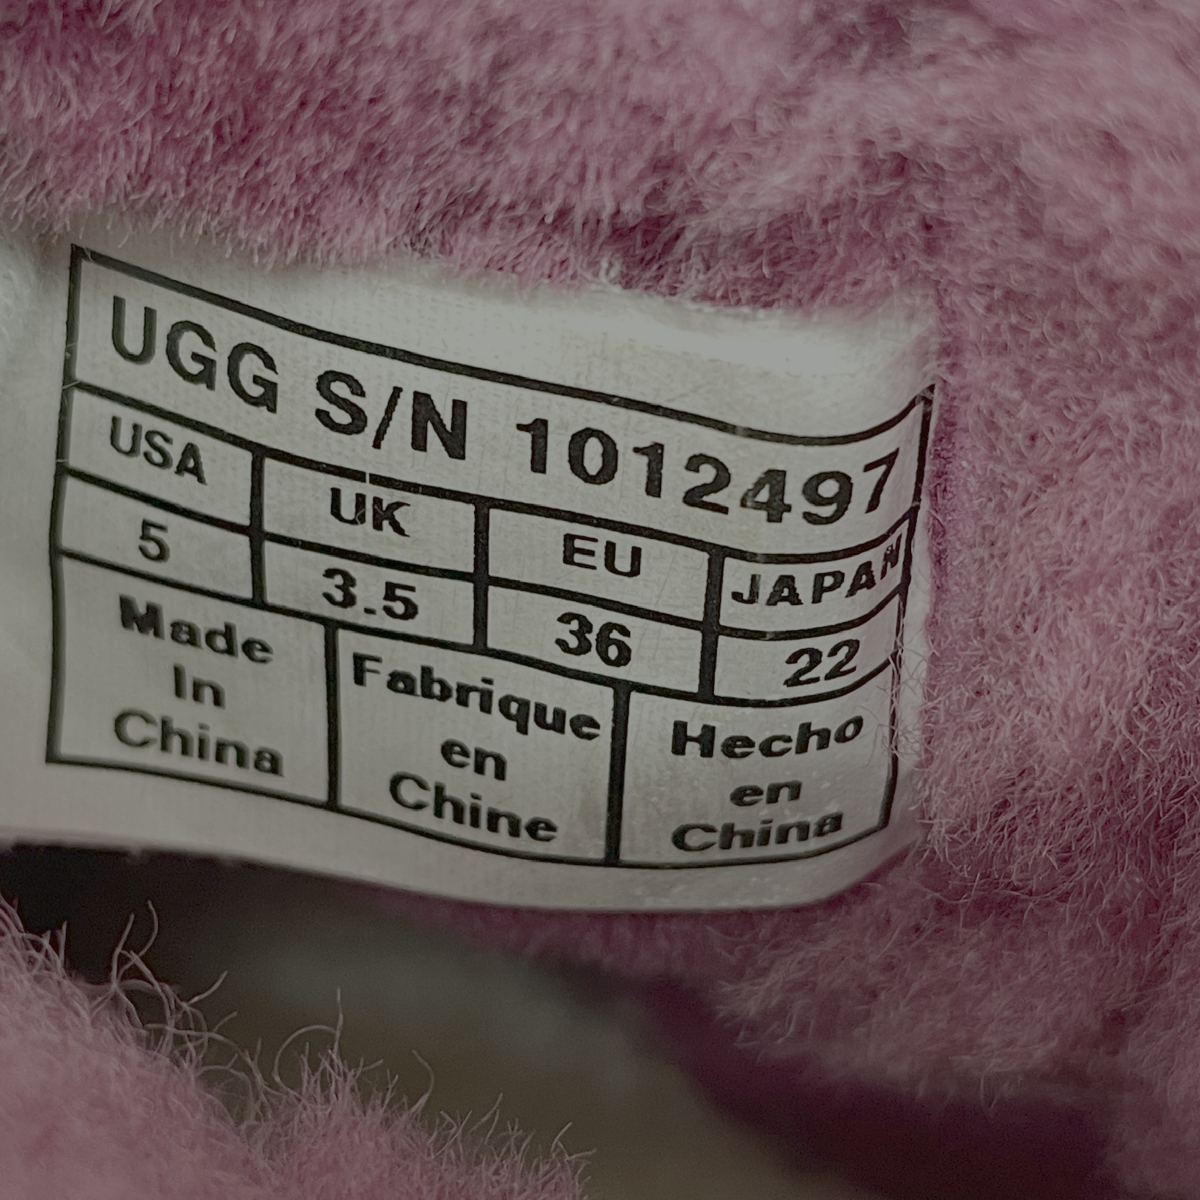 UGG S/N 1012497
USA UK EU JAPAN
5 3.5 36 22
Made
In
China
Fabrique
en
Chine
Hecho
en
China